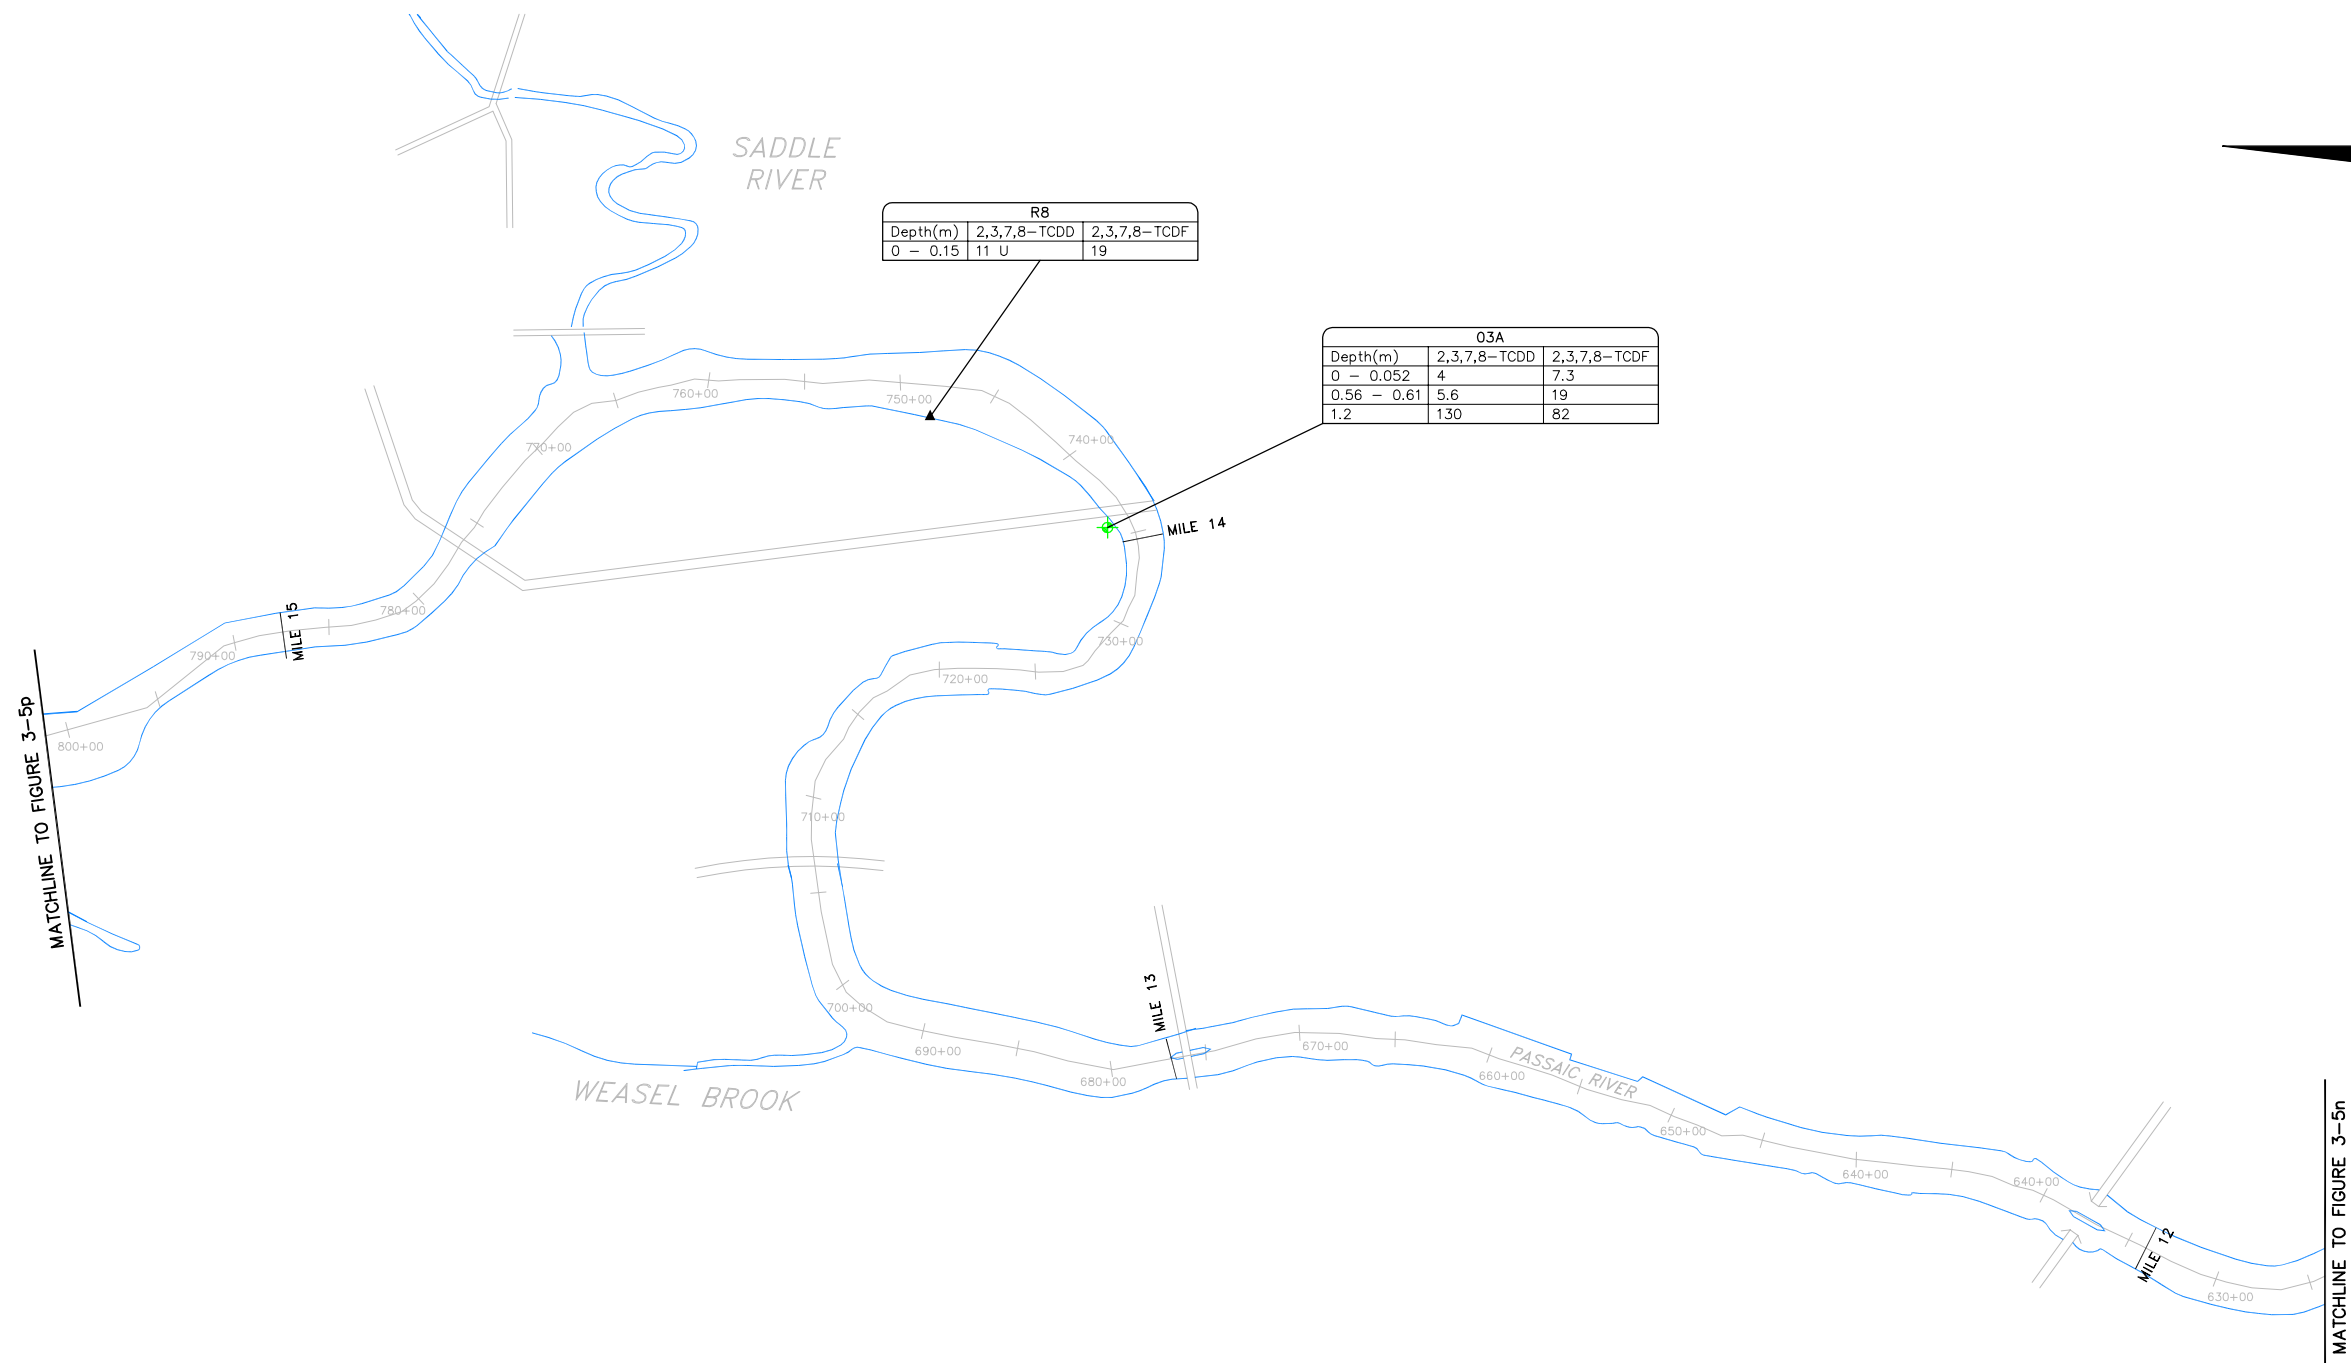 SADDLE
RIVER
R8
Depth(m) 2,3,7,8-TCDD 2,3,7,8-TCDF
0 - 0.15 11 U 19
03A
Depth(m) 2,3,7,8-TCDD 2,3,7,8-TCDF
0 - 0.052 4 7.3
0.56 - 0.61 5.6 19
1.2 130 82
760+00
750+00
740+00
770+00
MILE 14
780+00
MILE 15
790+00
730+00
720+00
MATCHLINE TO FIGURE 3-5p
800+00
710+00
MILE 13
700+00
690+00
680+00
670+00
660+00
PASSAIC RIVER
WEASEL BROOK
650+00
640+00
640+00
MILE 12
630+00
MATCHLINE TO FIGURE 3-5n